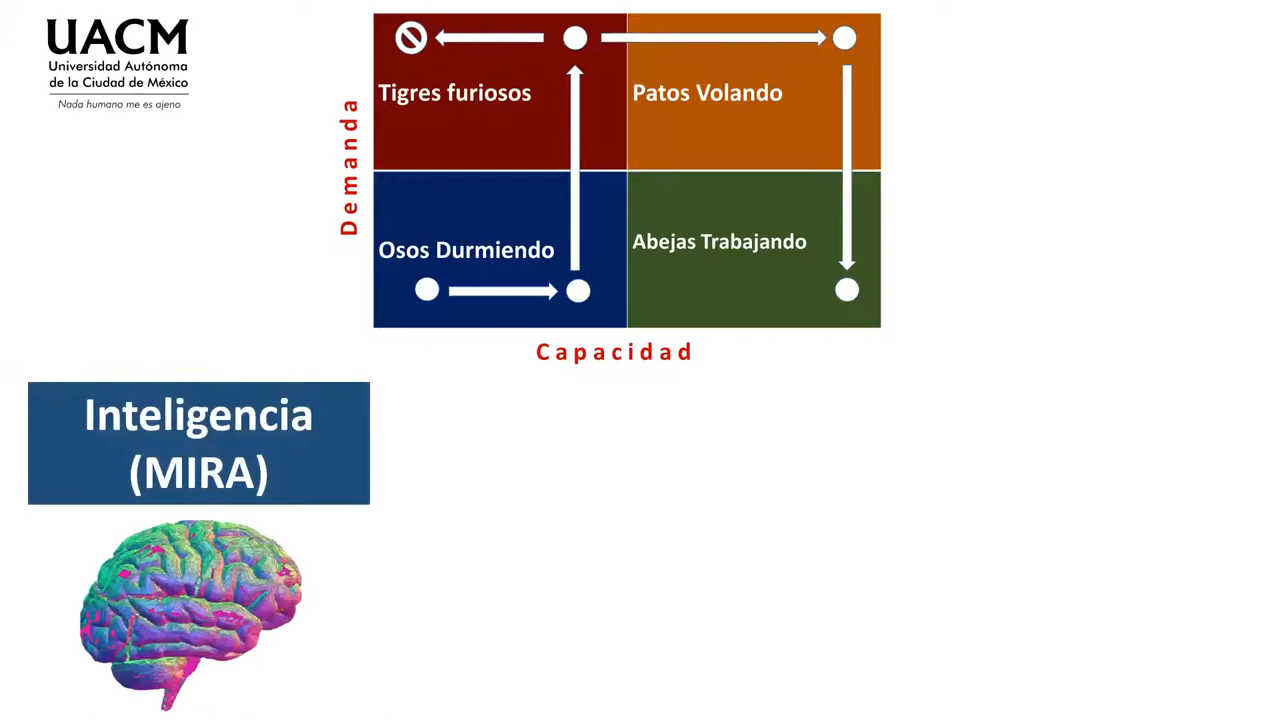 UACM
Universidad Autónoma
de la Ciudad de México
Nada humano me es ajeno
Demanda
Tigres furiosos
Patos Volando
Osos Durmiendo
Abejas Trabajando
Capacidad
Inteligencia
(MIRA)